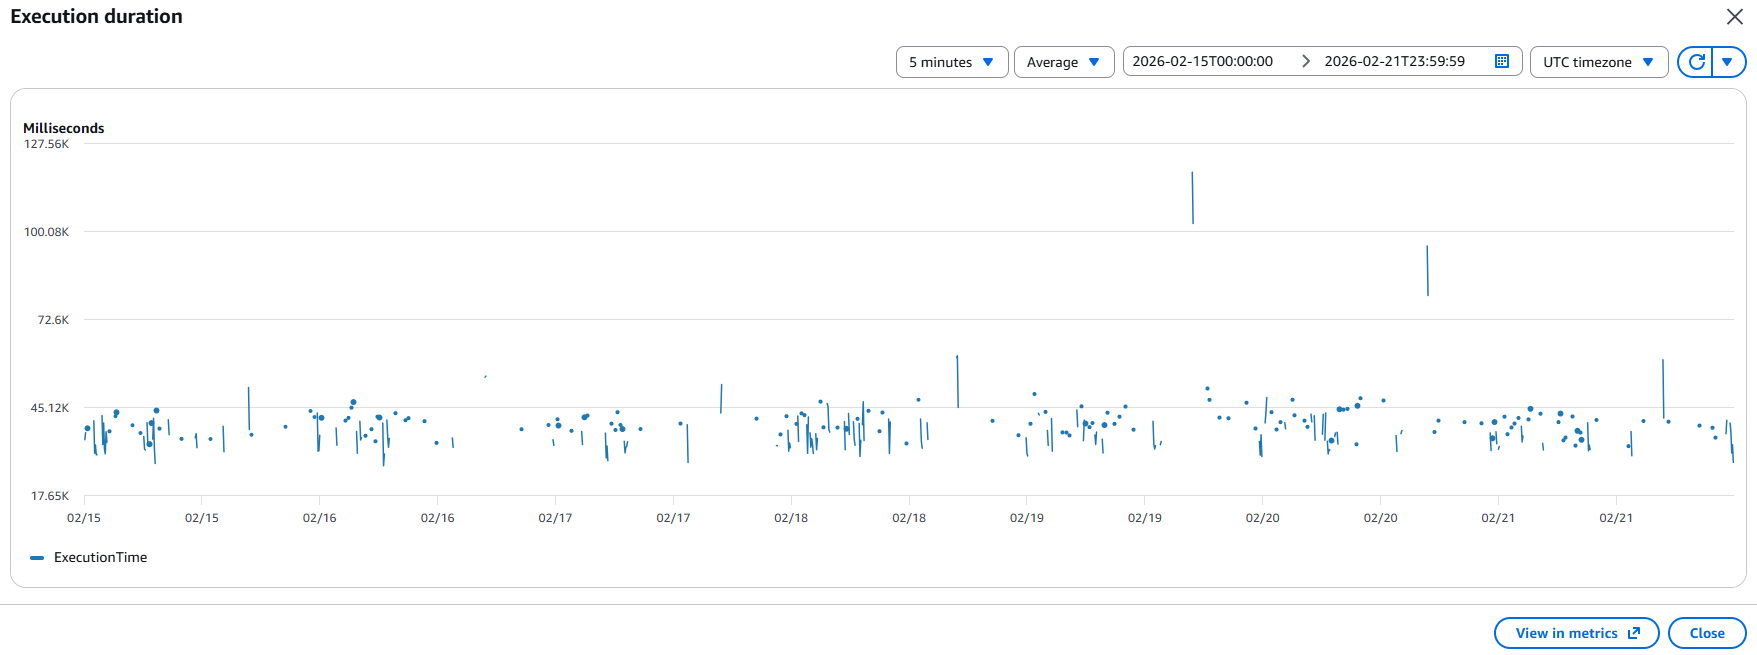 Execution duration
5 minutes
Average
2026-02-15T00:00:00
2026-02-21T23:59:59
UTC timezone
Milliseconds
127.56K
100.08K
72.6K
45.12K
17.65K
02/15 02/15 02/16 02/16 02/17 02/17 02/18 02/18 02/19 02/19 02/20 02/20 02/21 02/21
ExecutionTime
View in metrics
Close